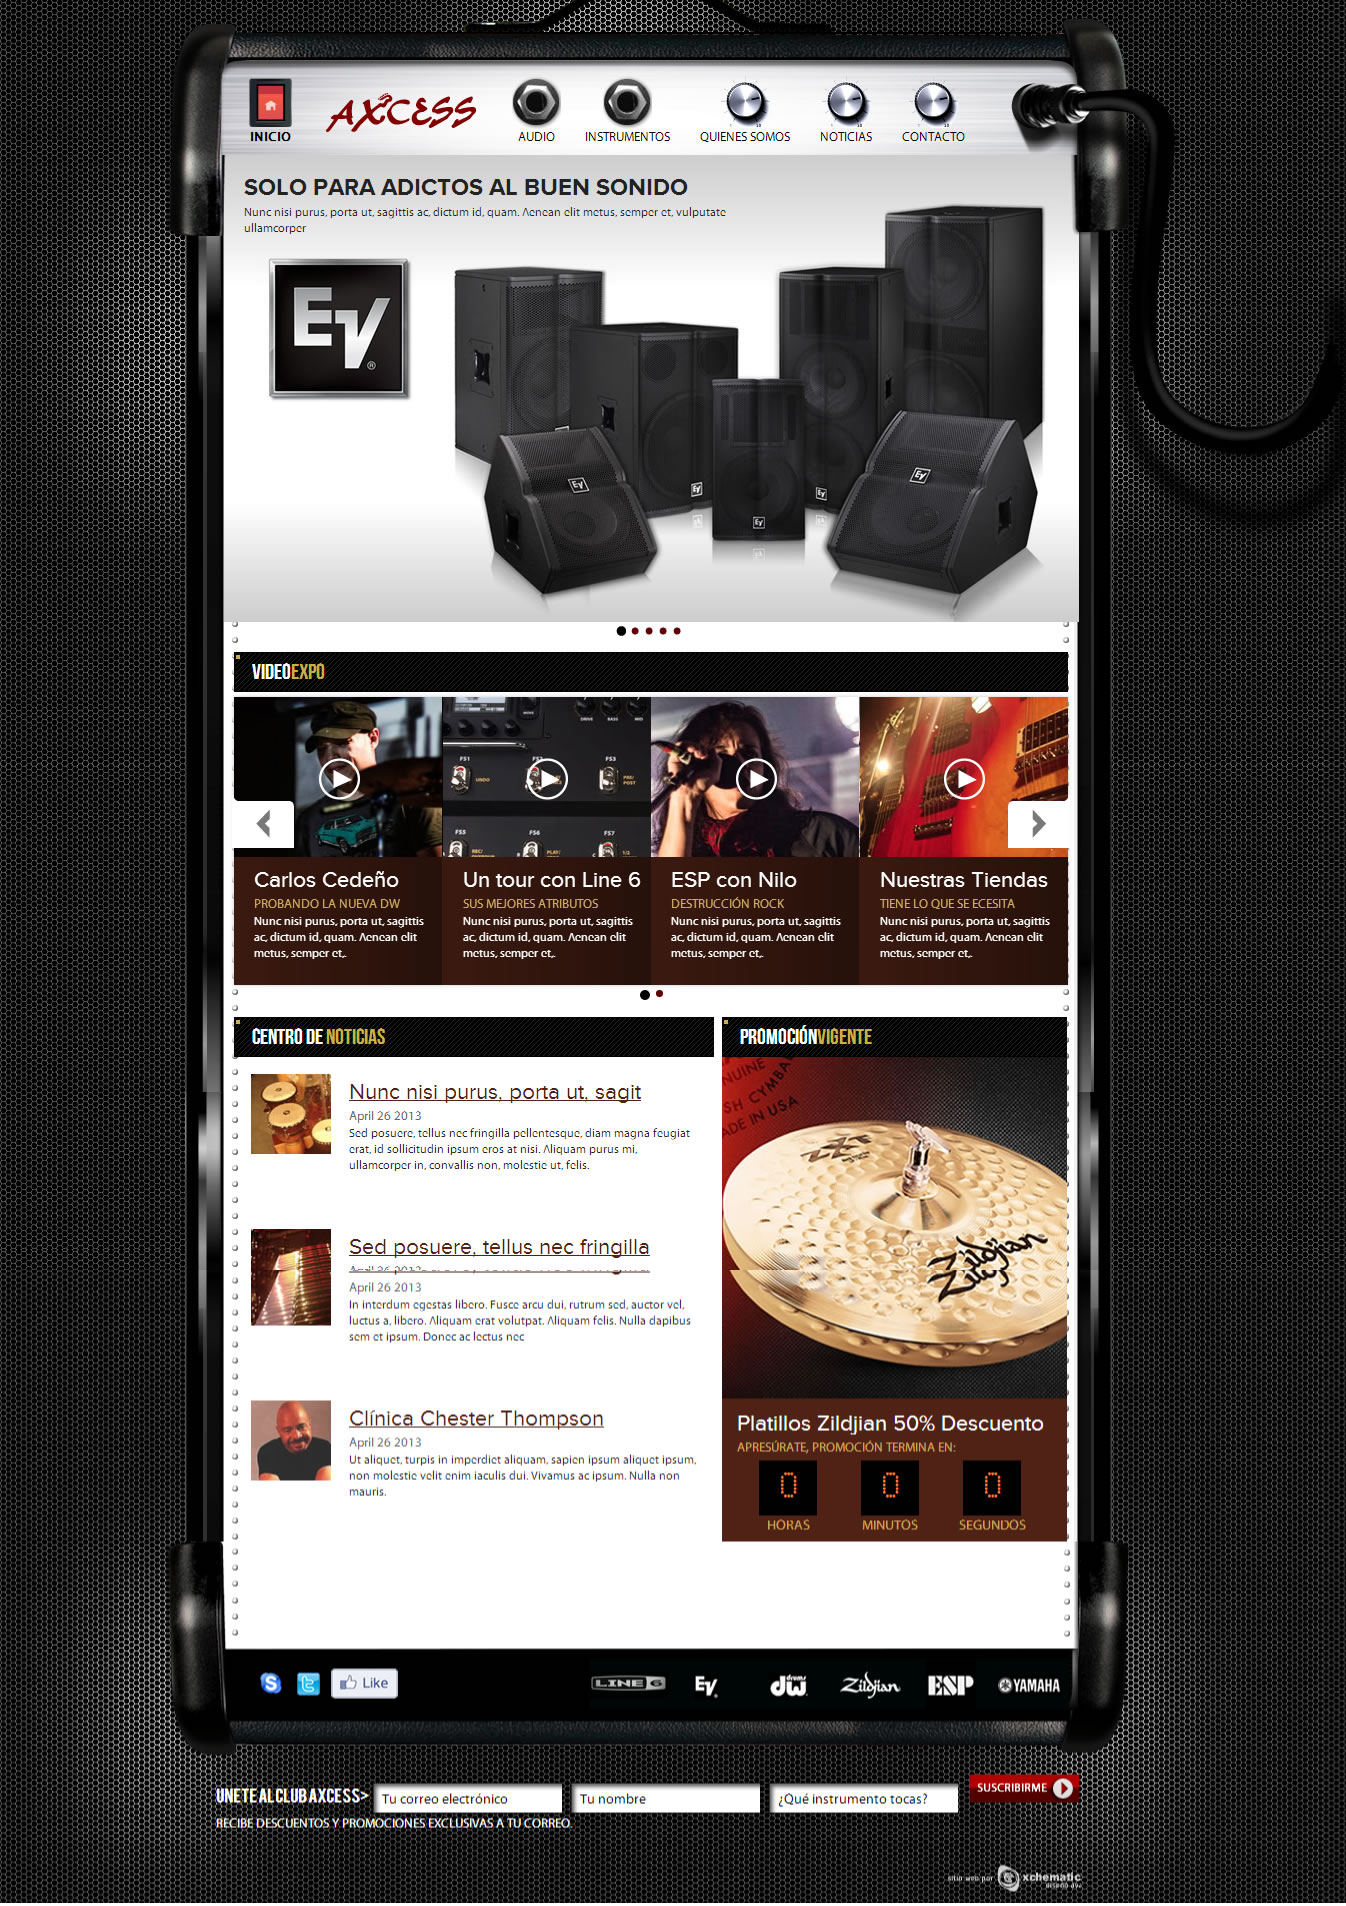 INICIO
AXCESS
AUDIO
INSTRUMENTOS
QUIENES SOMOS
NOTICIAS
CONTACTO
SOLO PARA ADICTOS AL BUEN SONIDO
Nunc nisi purus, porta ut, sagittis ac, dictum id, quam. Aenean elit metus, semper et, vulputate
ullamcorper
EV
VIDEOEXPO
Carlos Cedeño
PROBANDO LA NUEVA DW
Nunc nisi purus, porta ut, sagittis
ac, dictum id, quam. Aenean elit
metus, semper et,.
Un tour con Line 6
SUS MEJORES ATRIBUTOS
Nunc nisi purus, porta ut, sagittis
ac, dictum id, quam. Aenean elit
metus, semper et,.
ESP con Nilo
DESTRUCCIÓN ROCK
Nunc nisi purus, porta ut, sagittis
ac, dictum id, quam. Aenean elit
metus, semper et,.
Nuestras Tiendas
TIENE LO QUE SE ECESITA
Nunc nisi purus, porta ut, sagittis
ac, dictum id, quam. Aenean elit
metus, semper et,.
CENTRO DE NOTICIAS
Nunc nisi purus, porta ut, sagit
April 26 2013
Sed posuere, tellus nec fringilla pellentesque, diam magna feugiat
erat, id sollicitudin ipsum eros at nisi. Aliquam purus mi,
ullamcorper in, convallis non, molestie ut, felis.
Sed posuere, tellus nec fringilla
April 26 2013
In interdum egestas libero. Fusce arcu dui, rutrum sed, auctor vel,
luctus a, libero. Aliquam erat volutpat. Aliquam felis. Nulla dapibus
sem et ipsum. Donec ac lectus nec
Clínica Chester Thompson
April 26 2013
Ut aliquet, turpis in imperdiet aliquam, sapien ipsum aliquet ipsum,
non molestie velit enim iaculis dui. Vivamus ac ipsum. Nulla non
mauris.
PROMOCIÓNVIGENTE
Zildjian
Platillos Zildjian 50% Descuento
APRESÚRATE, PROMOCIÓN TERMINA EN:
0 0 0
HORAS MINUTOS SEGUNDOS
Like
LINE 6
EV
dw drums
Zildjian
ESP
YAMAHA
UNETE AL CLUB AXCESS>
Tu correo electrónico
Tu nombre
¿Qué instrumento tocas?
SUSCRIBIRME
RECIBE DESCUENTOS Y PROMOCIONES EXCLUSIVAS A TU CORREO.
sitio web por xchematic